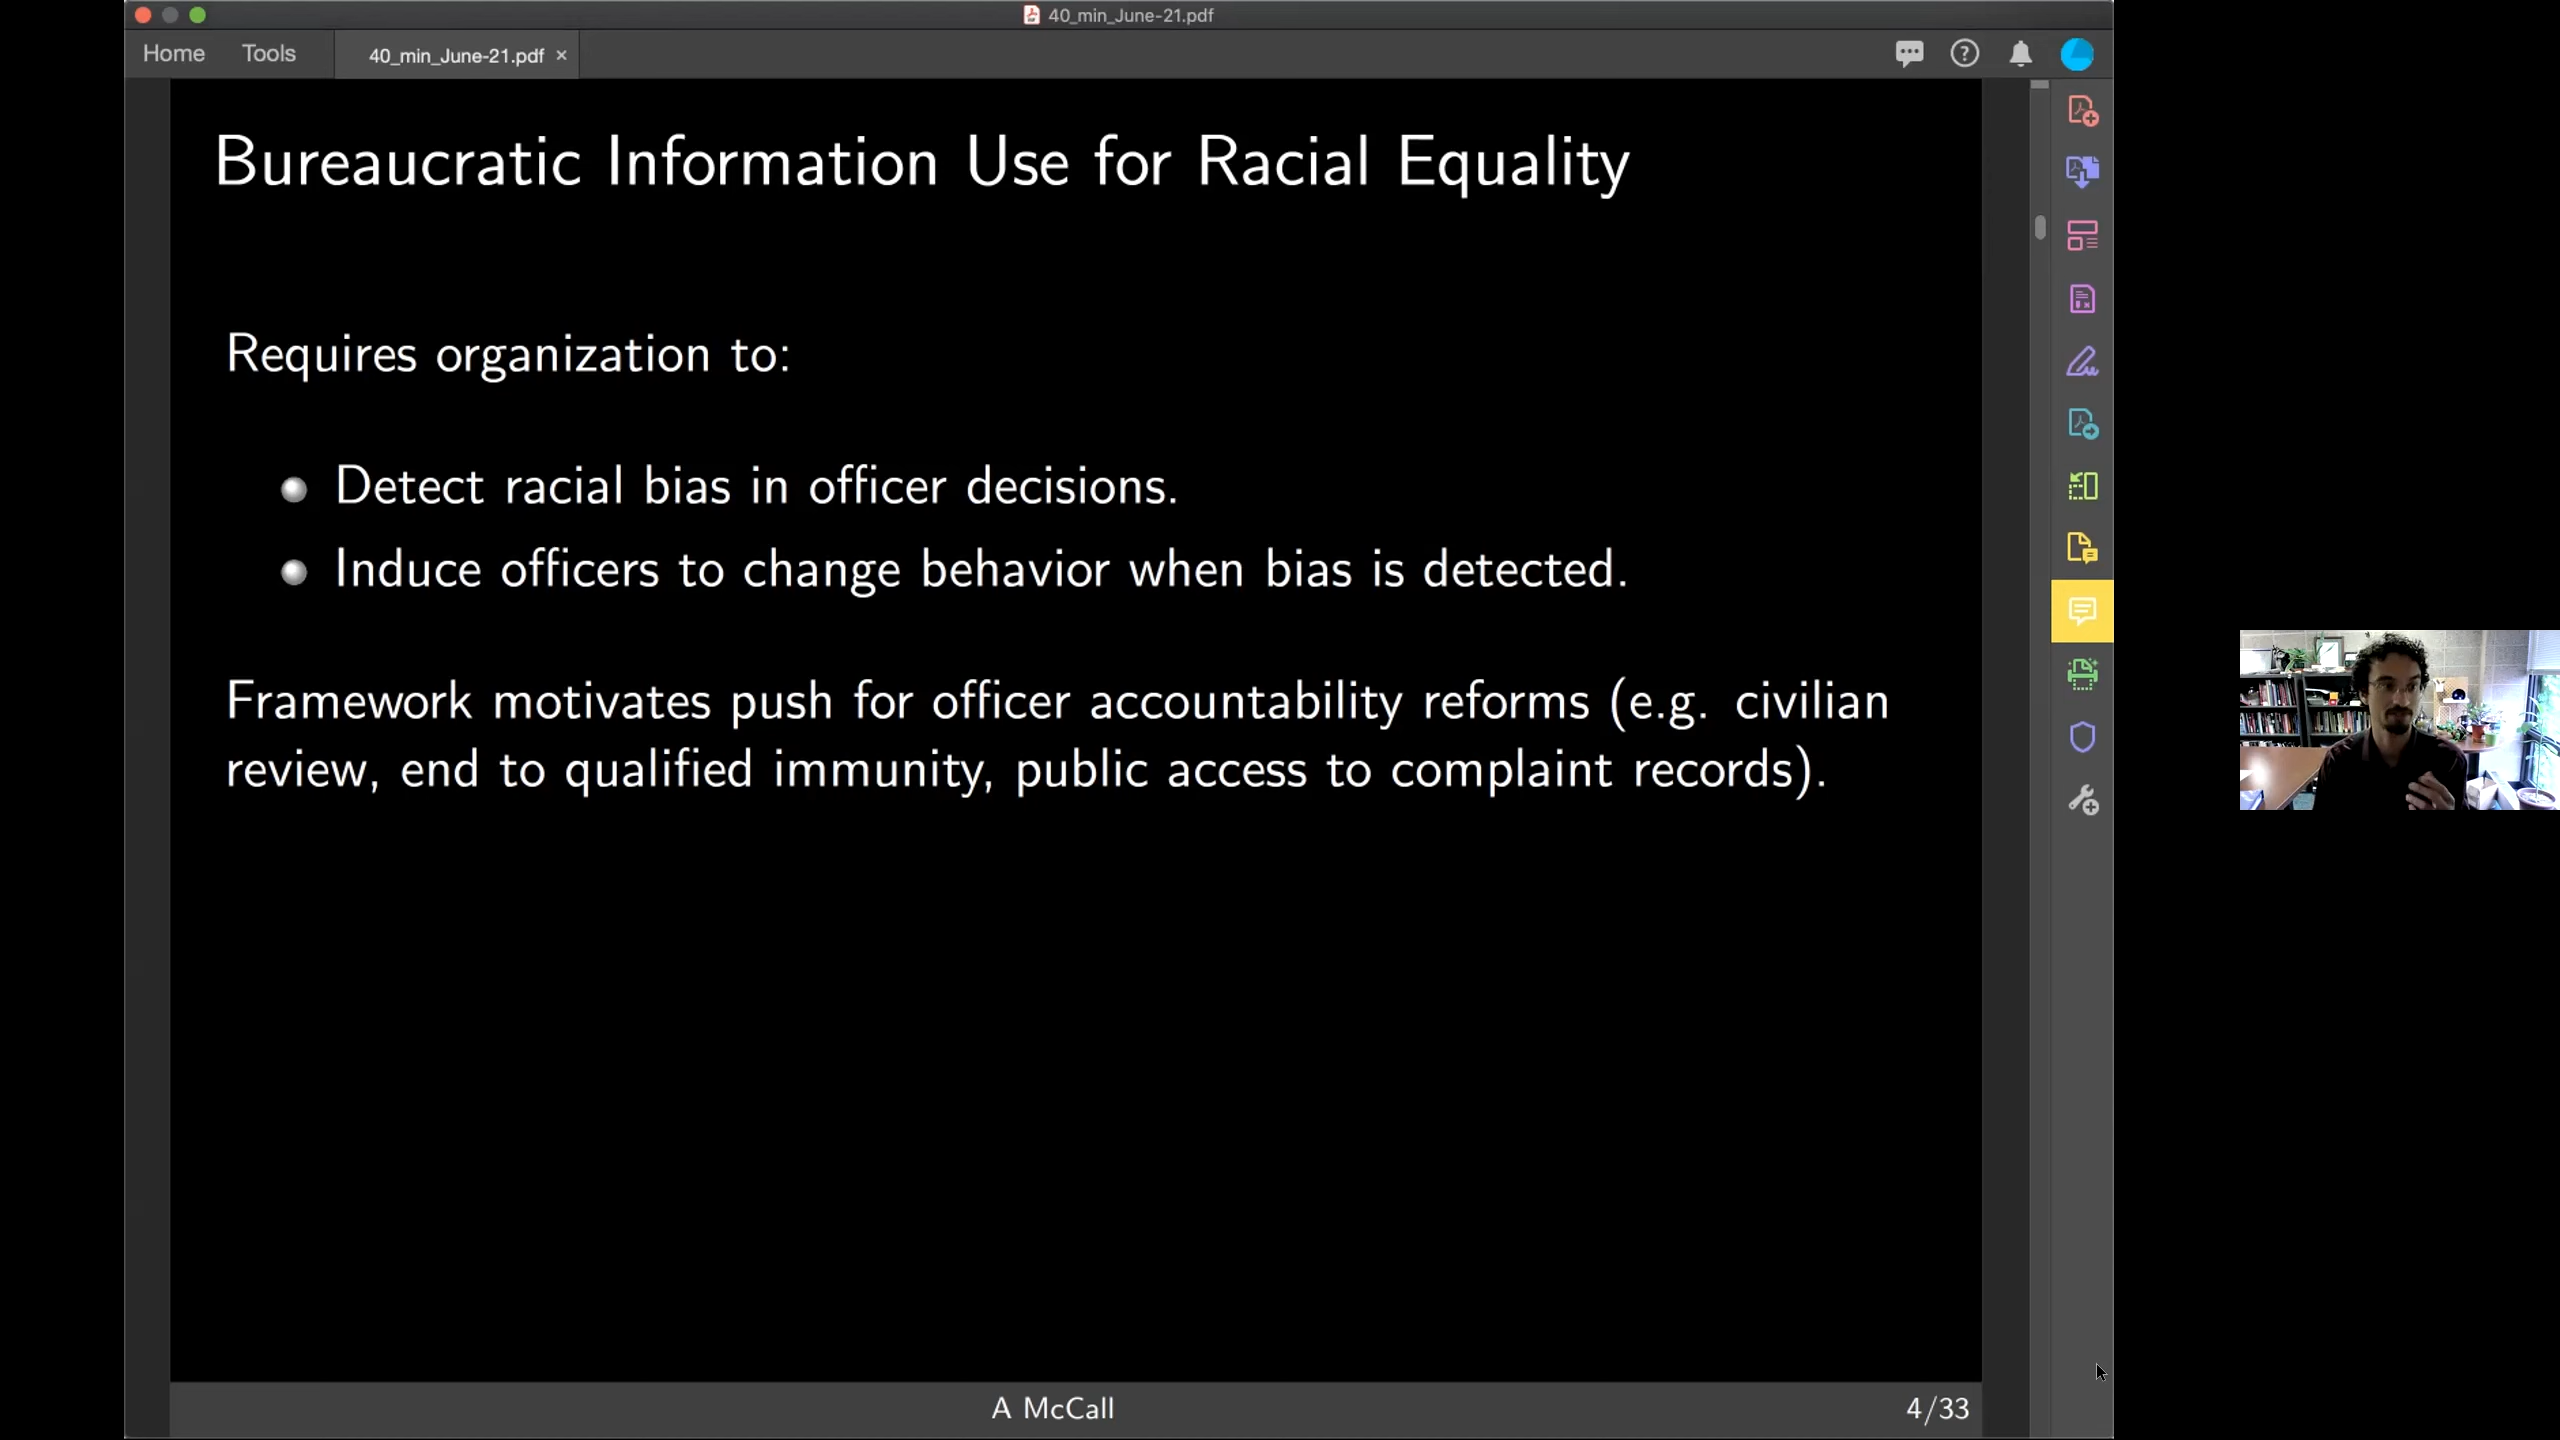 40_min_June-21.pdf
Home Tools 40_min_June-21.pdf ×
Bureaucratic Information Use for Racial Equality
Requires organization to:
Detect racial bias in officer decisions.
Induce officers to change behavior when bias is detected.
Framework motivates push for officer accountability reforms (e.g. civilian
review, end to qualified immunity, public access to complaint records).
A McCall 4/33